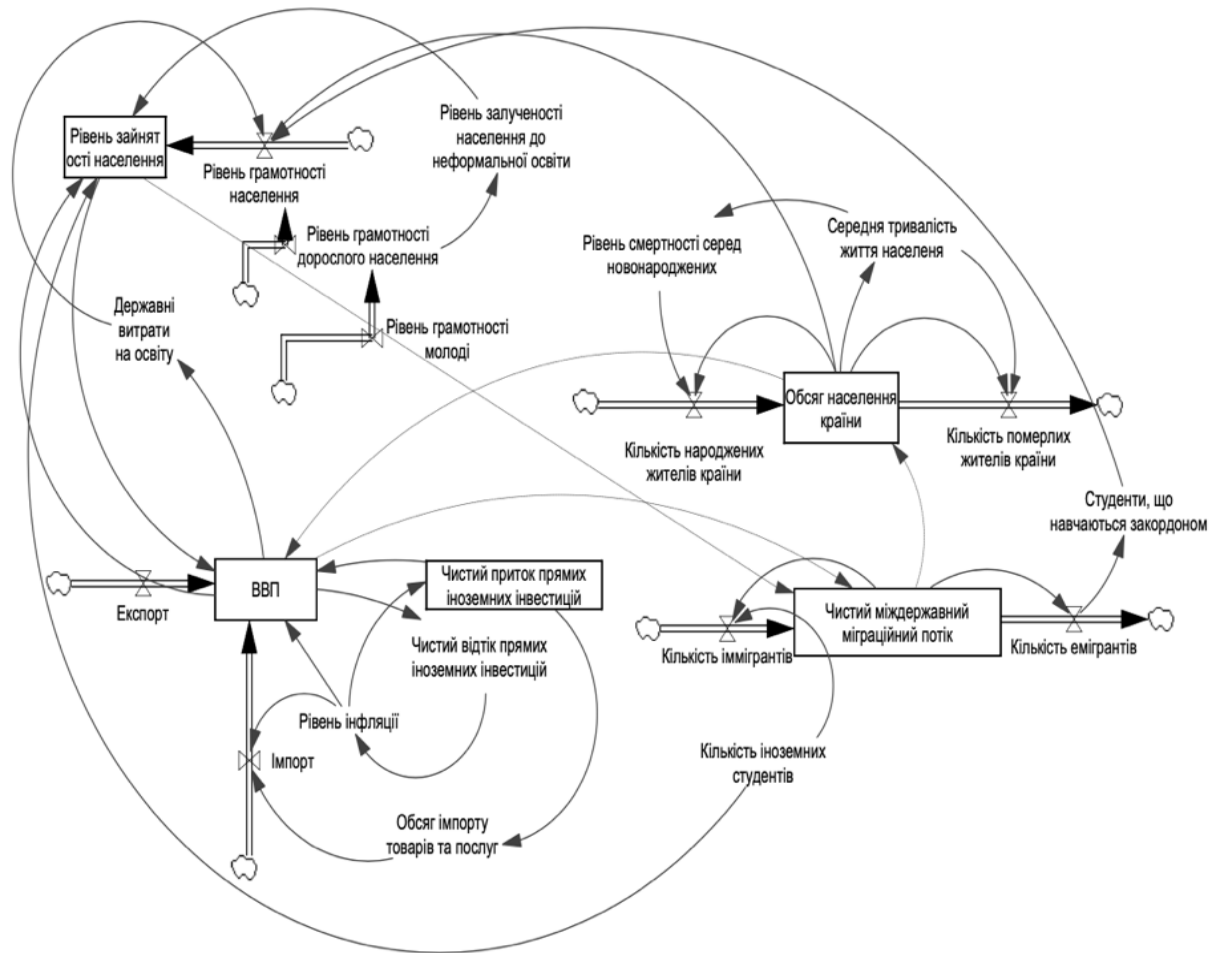 Рівень зайнят
ості населення
Рівень грамотності
населення
Рівень залученості
населення до
неформальної освіти
Рівень грамотності
дорослого населення
Рівень грамотності
молоді
Державні
витрати
на освіту
Рівень смертності серед
новонароджених
Середня тривалість
життя населеня
Обсяг населення
країни
Кількість народжених
жителів країни
Кількість померлих
жителів країни
Студенти, що
навчаються закордоном
Експорт
ВВП
Чистий приток прямих
іноземних інвестицій
Чистий відтік прямих
іноземних інвестицій
Рівень інфляції
Імпорт
Обсяг імпорту
товарів та послуг
Кількість іммігрантів
Чистий міждержавний
міграційний потік
Кількість емігрантів
Кількість іноземних
студентів